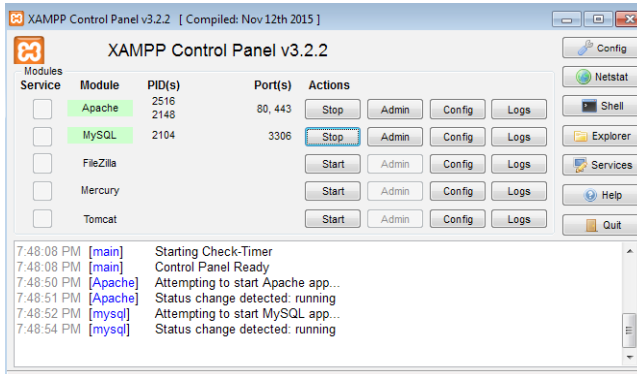 XAMPP Control Panel v3.2.2 [ Compiled: Nov 12th 2015 ]
XAMPP Control Panel v3.2.2
Config
Modules
Service Module PID(s) Port(s) Actions
Netstat
Apache 2516 2148 80, 443 Stop Admin Config Logs
Shell
MySQL 2104 3306 Stop Admin Config Logs
Explorer
FileZilla Start Admin Config Logs
Services
Mercury Start Admin Config Logs
Help
Tomcat Start Admin Config Logs
Quit
7:48:08 PM [main] Starting Check-Timer
7:48:08 PM [main] Control Panel Ready
7:48:50 PM [Apache] Attempting to start Apache app...
7:48:51 PM [Apache] Status change detected: running
7:48:52 PM [mysql] Attempting to start MySQL app...
7:48:54 PM [mysql] Status change detected: running